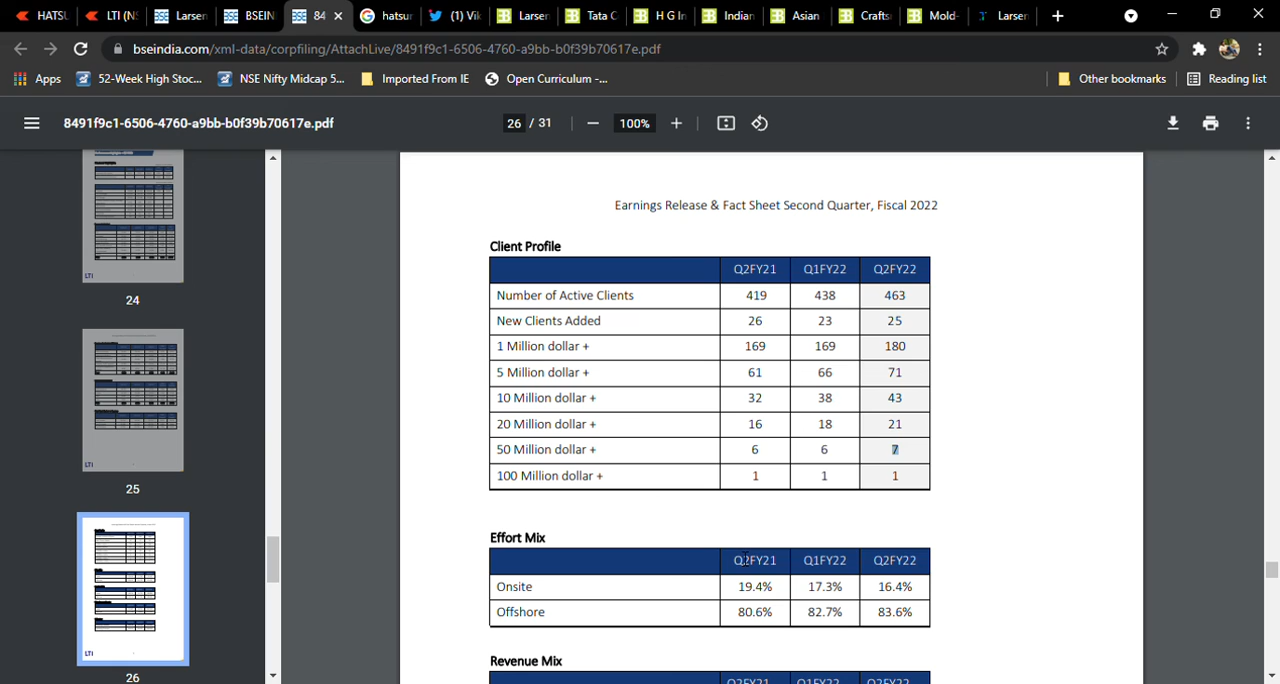 HATSU
LTI (NS
Larsen
BSEIN
84
hatsur
(1) Vik
Larsen
Tata C
H G In
Indian
Asian
Crafts
Mold-
Larsen
bseindia.com/xml-data/corpfiling/AttachLive/8491f9c1-6506-4760-a9bb-b0f39b70617e.pdf
Apps
52-Week High Stoc...
NSE Nifty Midcap 5...
Imported From IE
Open Curriculum -...
Other bookmarks
Reading list
8491f9c1-6506-4760-a9bb-b0f39b70617e.pdf
26 / 31
100%
LTI
24
LTI
25
LTI
26
Earnings Release & Fact Sheet Second Quarter, Fiscal 2022
Client Profile
Q2FY21 Q1FY22 Q2FY22
Number of Active Clients 419 438 463
New Clients Added 26 23 25
1 Million dollar + 169 169 180
5 Million dollar + 61 66 71
10 Million dollar + 32 38 43
20 Million dollar + 16 18 21
50 Million dollar + 6 6 7
100 Million dollar + 1 1 1
Effort Mix
Q2FY21 Q1FY22 Q2FY22
Onsite 19.4% 17.3% 16.4%
Offshore 80.6% 82.7% 83.6%
Revenue Mix
Q2FY21 Q1FY22 Q2FY22